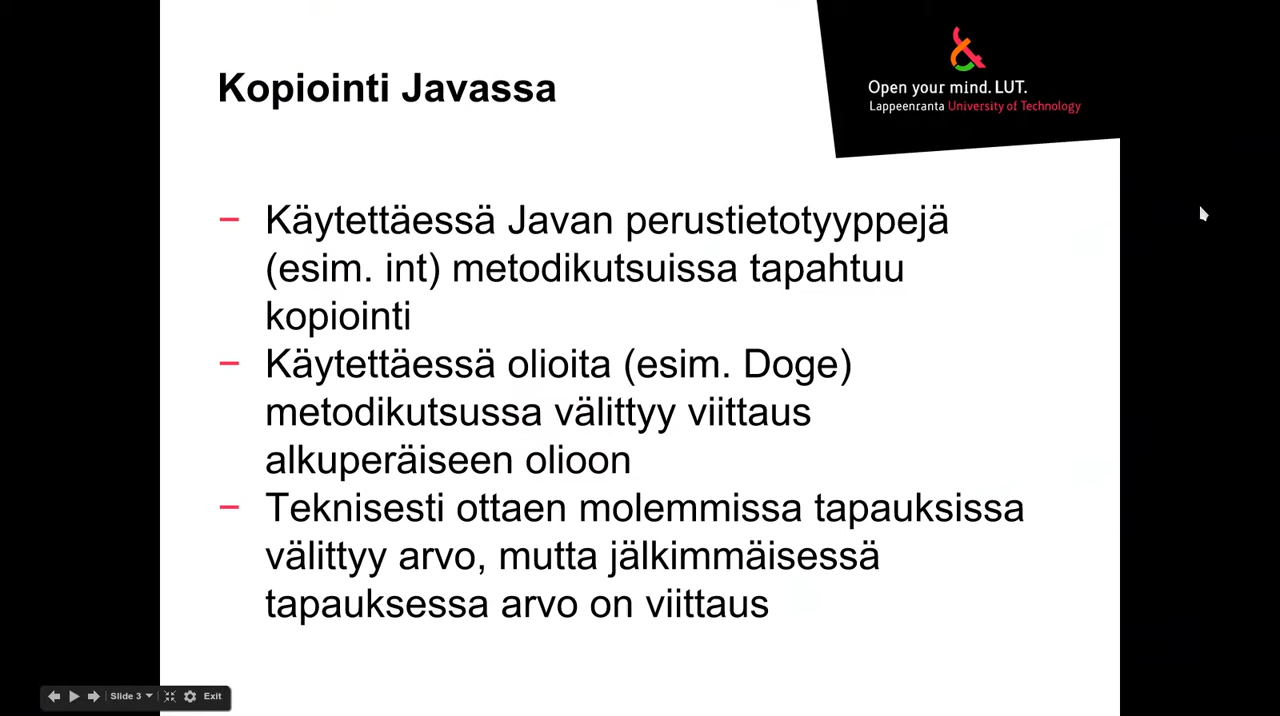 Kopiointi Javassa
Open your mind. LUT.
Lappeenranta University of Technology
– Käytettäessä Javan perustietotyyppejä
(esim. int) metodikutsuissa tapahtuu
kopiointi
– Käytettäessä olioita (esim. Doge)
metodikutsussa välittyy viittaus
alkuperäiseen olioon
– Teknisesti ottaen molemmissa tapauksissa
välittyy arvo, mutta jälkimmäisessä
tapauksessa arvo on viittaus
Slide 3 Exit